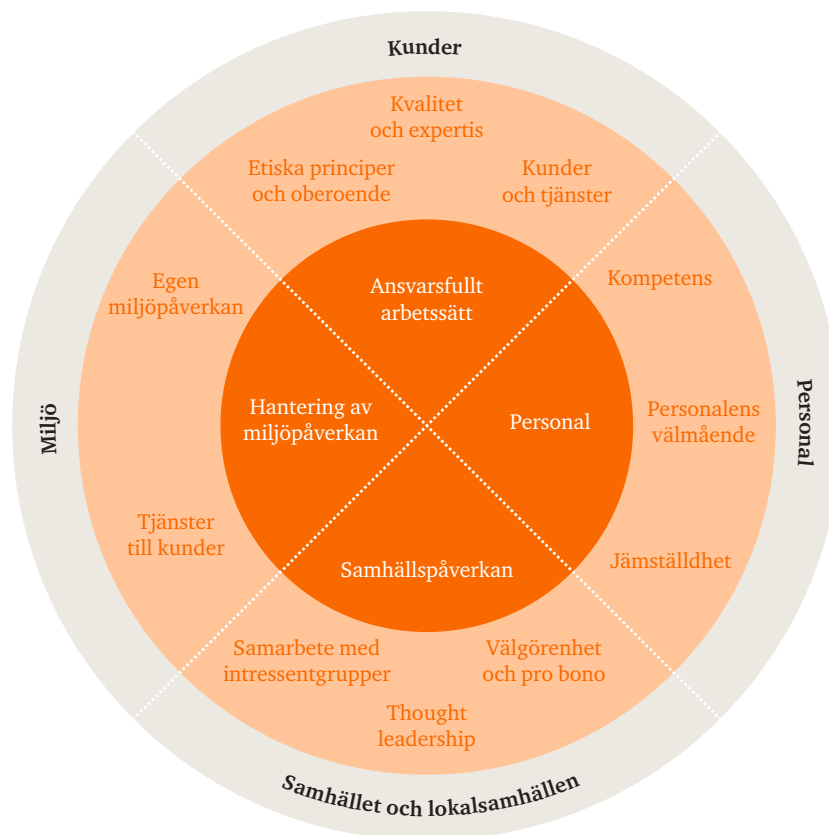 Kunder
Kvalitet
och expertis
Etiska principer
och oberoende
Kunder
och tjänster
Ansvarsfullt
arbetssätt
Egen
miljöpåverkan
Kompetens
Miljö
Hantering av
miljöpåverkan
Personal
Personalens
välmående
Personal
Tjänster
till kunder
Samhällspåverkan
Jämställdhet
Samarbete med
intressentgrupper
Välgörenhet
och pro bono
Thought
leadership
Samhället och lokalsamhällen